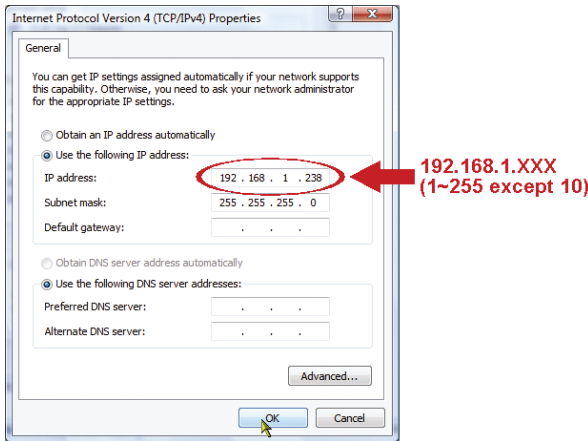 Internet Protocol Version 4 (TCP/IPv4) Properties
General
You can get IP settings assigned automatically if your network supports
this capability. Otherwise, you need to ask your network administrator
for the appropriate IP settings.
Obtain an IP address automatically
Use the following IP address:
IP address: 192 . 168 . 1 . 238
192.168.1.XXX
(1~255 except 10)
Subnet mask: 255 . 255 . 255 . 0
Default gateway: . . .
Obtain DNS server address automatically
Use the following DNS server addresses:
Preferred DNS server: . . .
Alternate DNS server: . . .
Advanced...
OK Cancel